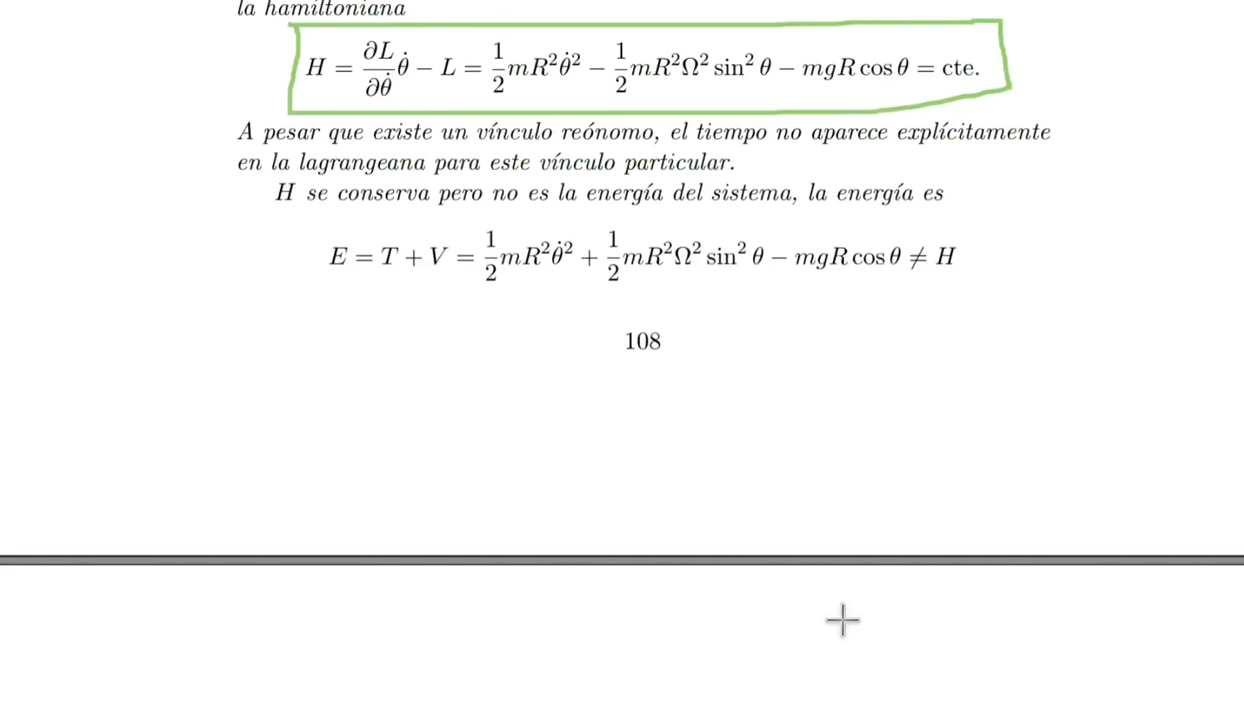 la hamiltoniana
H = ∂L/∂θ̇ θ̇ − L = 1/2 mR²θ̇² − 1/2 mR²Ω² sin² θ − mgR cos θ = cte.
A pesar que existe un vínculo reónomo, el tiempo no aparece explícitamente
en la lagrangeana para este vínculo particular.
H se conserva pero no es la energía del sistema, la energía es
E = T + V = 1/2 mR²θ̇² + 1/2 mR²Ω² sin² θ − mgR cos θ ≠ H
108